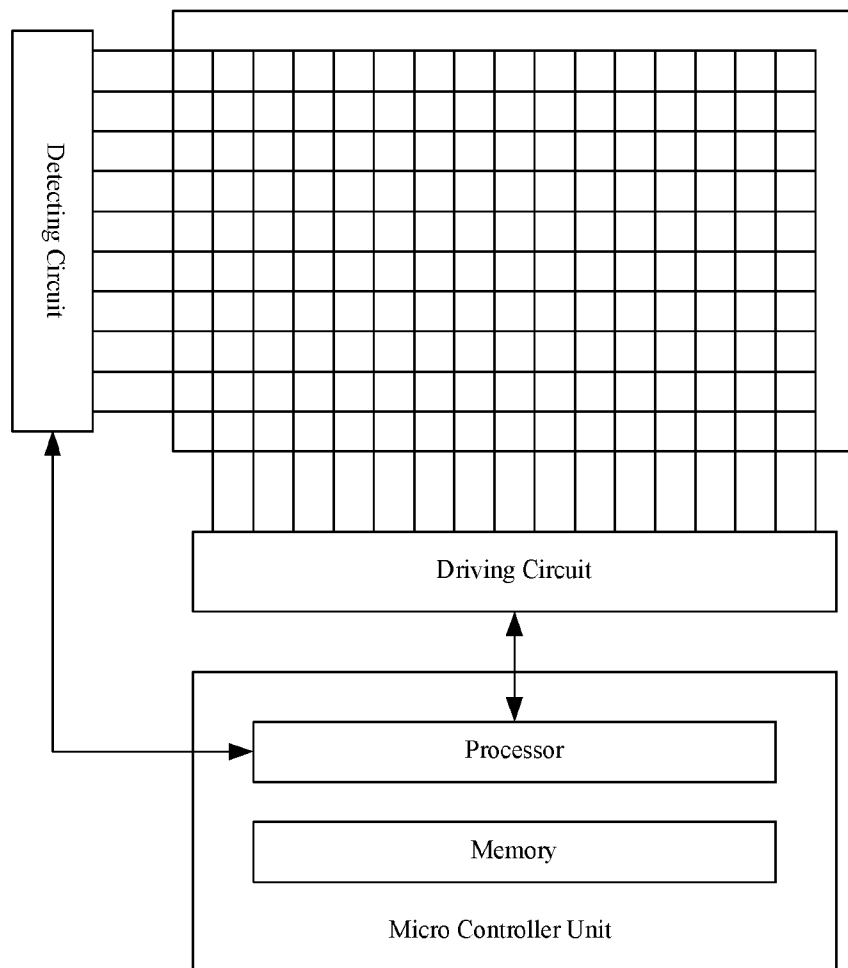 Detecting Circuit
Driving Circuit
Processor
Memory
Micro Controller Unit